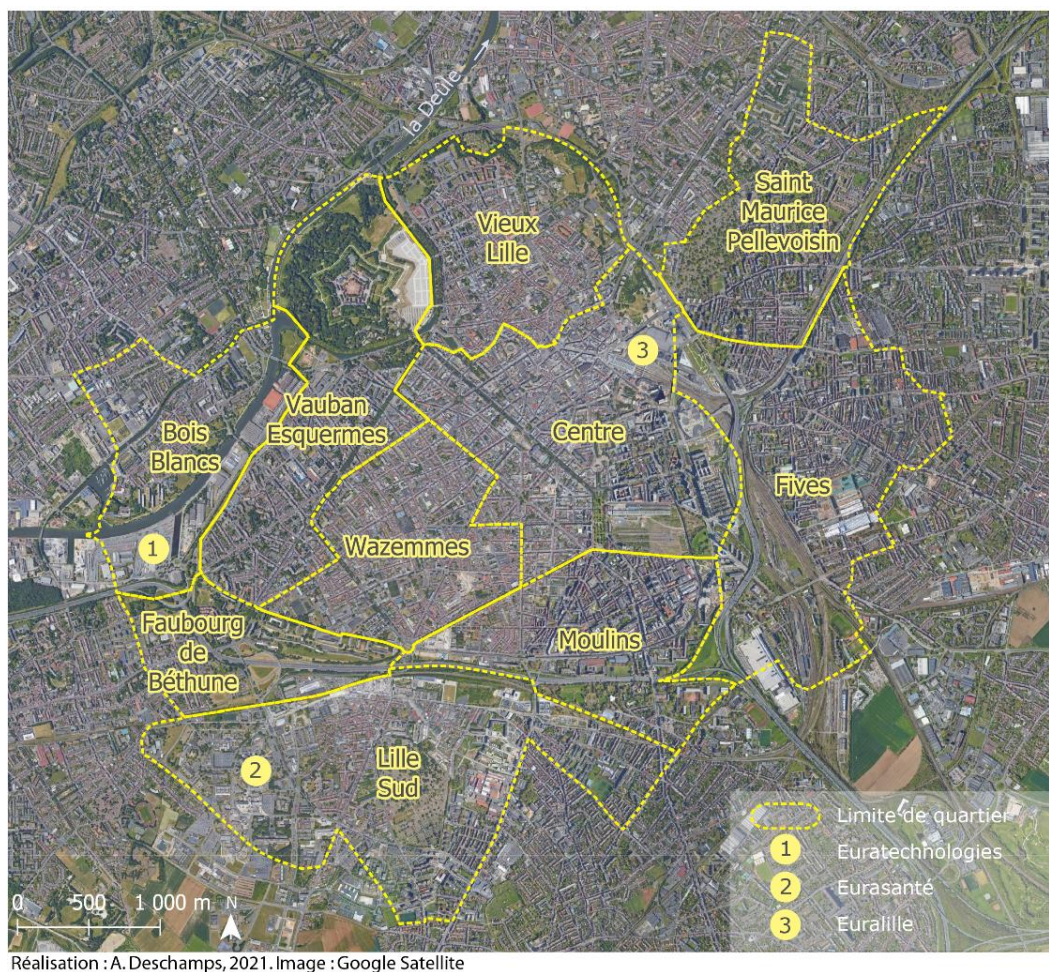 la Deûle
Saint
Maurice
Pellevoisin
Vieux
Lille
3
Vauban
Esquermes
Centre
Bois
Blancs
Fives
Wazemmes
1
Faubourg
de
Béthune
Moulins
Lille
Sud
2
Limite de quartier
1 Euratechnologies
2 Eurasanté
3 Euralille
0 500 1 000 m N
Réalisation : A. Deschamps, 2021. Image : Google Satellite